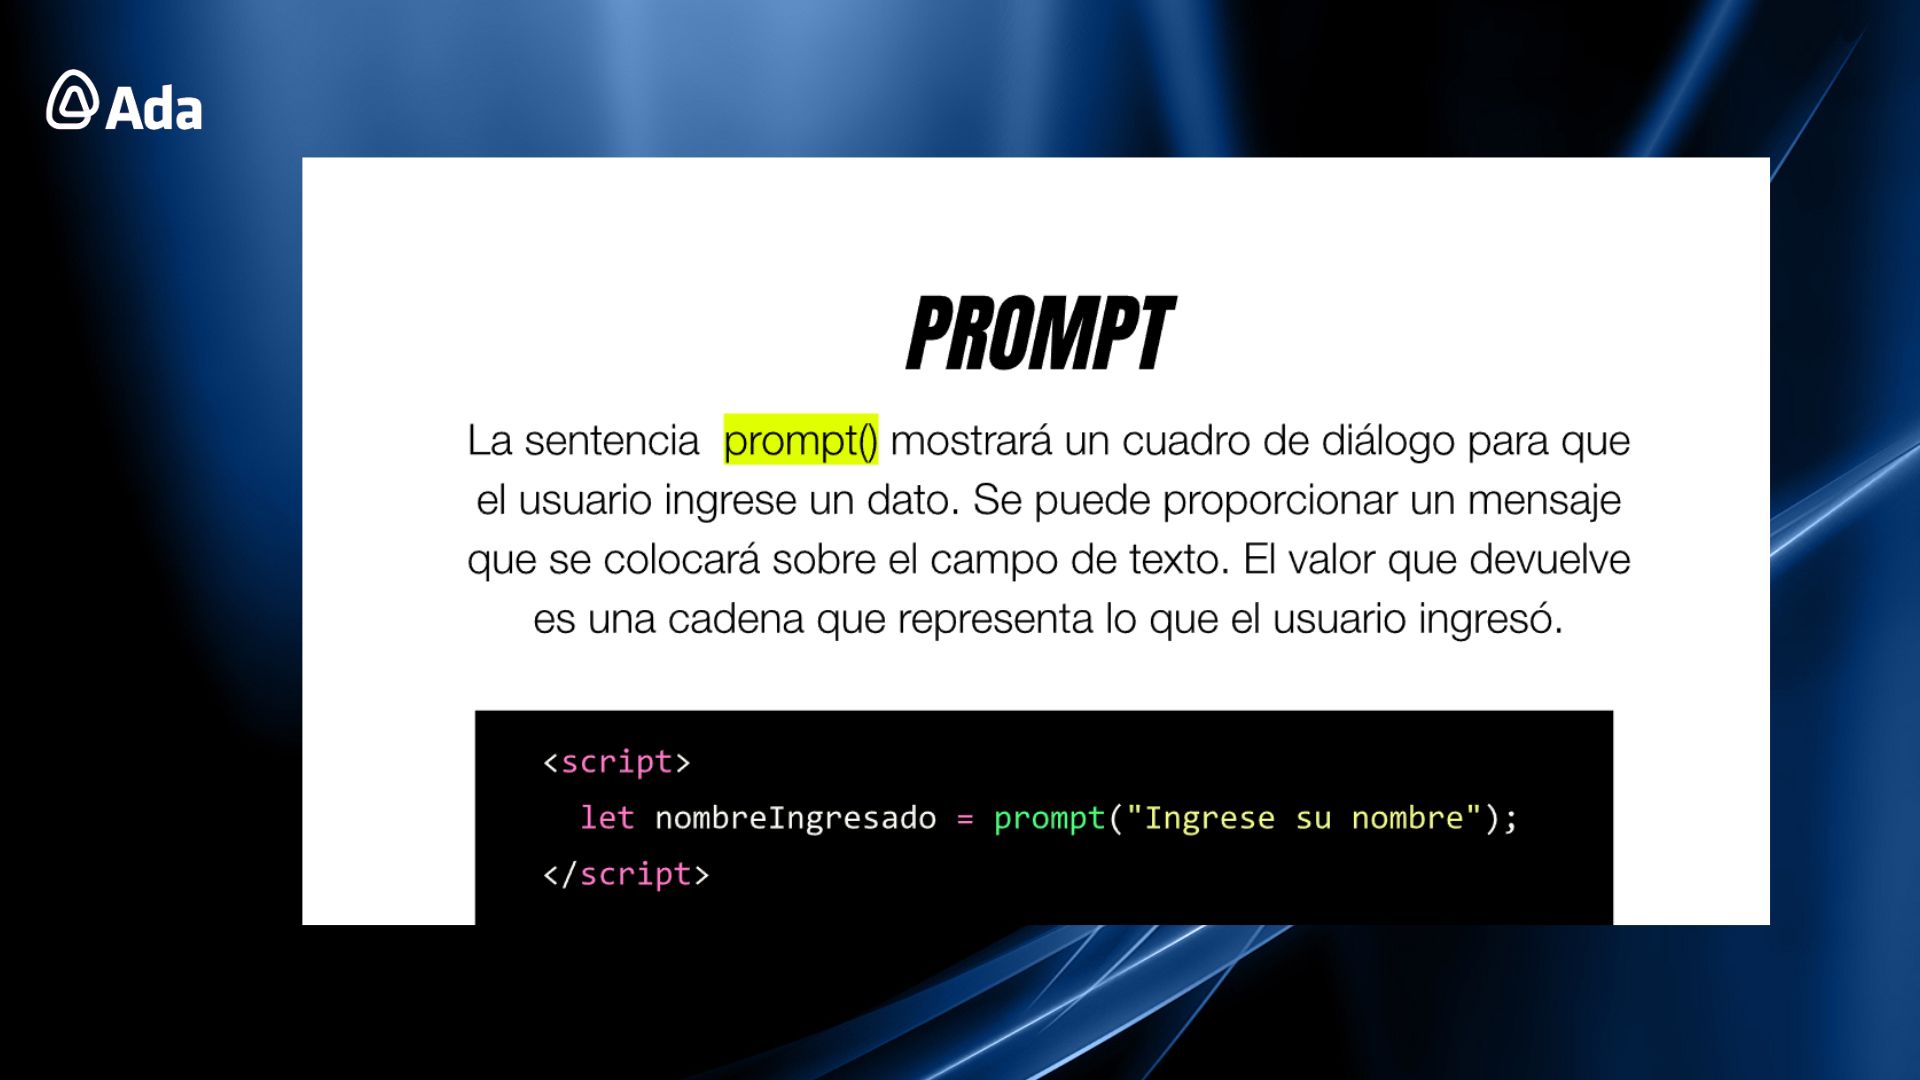 Ada
PROMPT
La sentencia prompt() mostrará un cuadro de diálogo para que
el usuario ingrese un dato. Se puede proporcionar un mensaje
que se colocará sobre el campo de texto. El valor que devuelve
es una cadena que representa lo que el usuario ingresó.
<script>
let nombreIngresado = prompt("Ingrese su nombre");
</script>